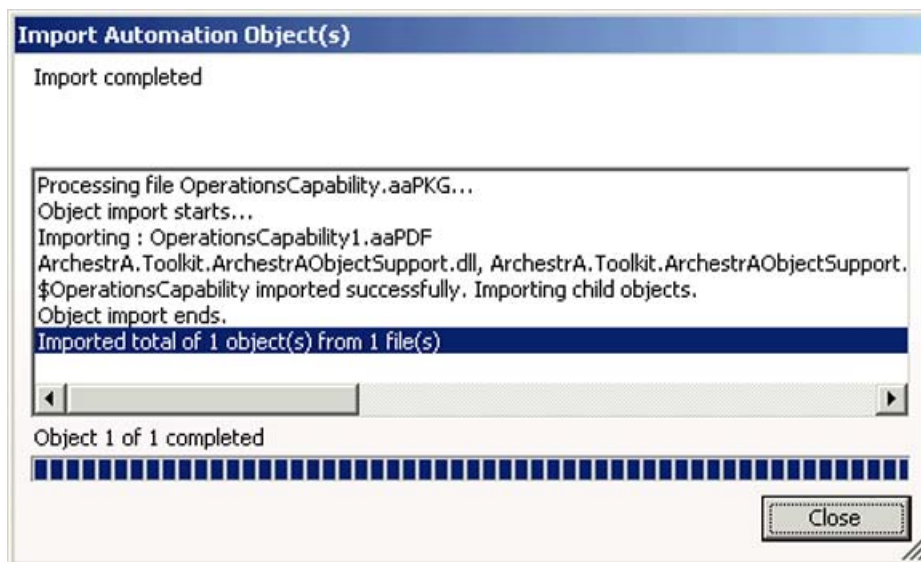 Import Automation Object(s)
Import completed
Processing file OperationsCapability.aaPKG...
Object import starts...
Importing : OperationsCapability1.aaPDF
ArchestrA.Toolkit.ArchestrAObjectSupport.dll, ArchestrA.Toolkit.ArchestrAObjectSupport.
$OperationsCapability imported successfully. Importing child objects.
Object import ends.
Imported total of 1 object(s) from 1 file(s)
Object 1 of 1 completed
Close